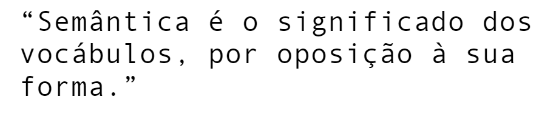 “Semântica é o significado dos
vocábulos, por oposição à sua
forma.”